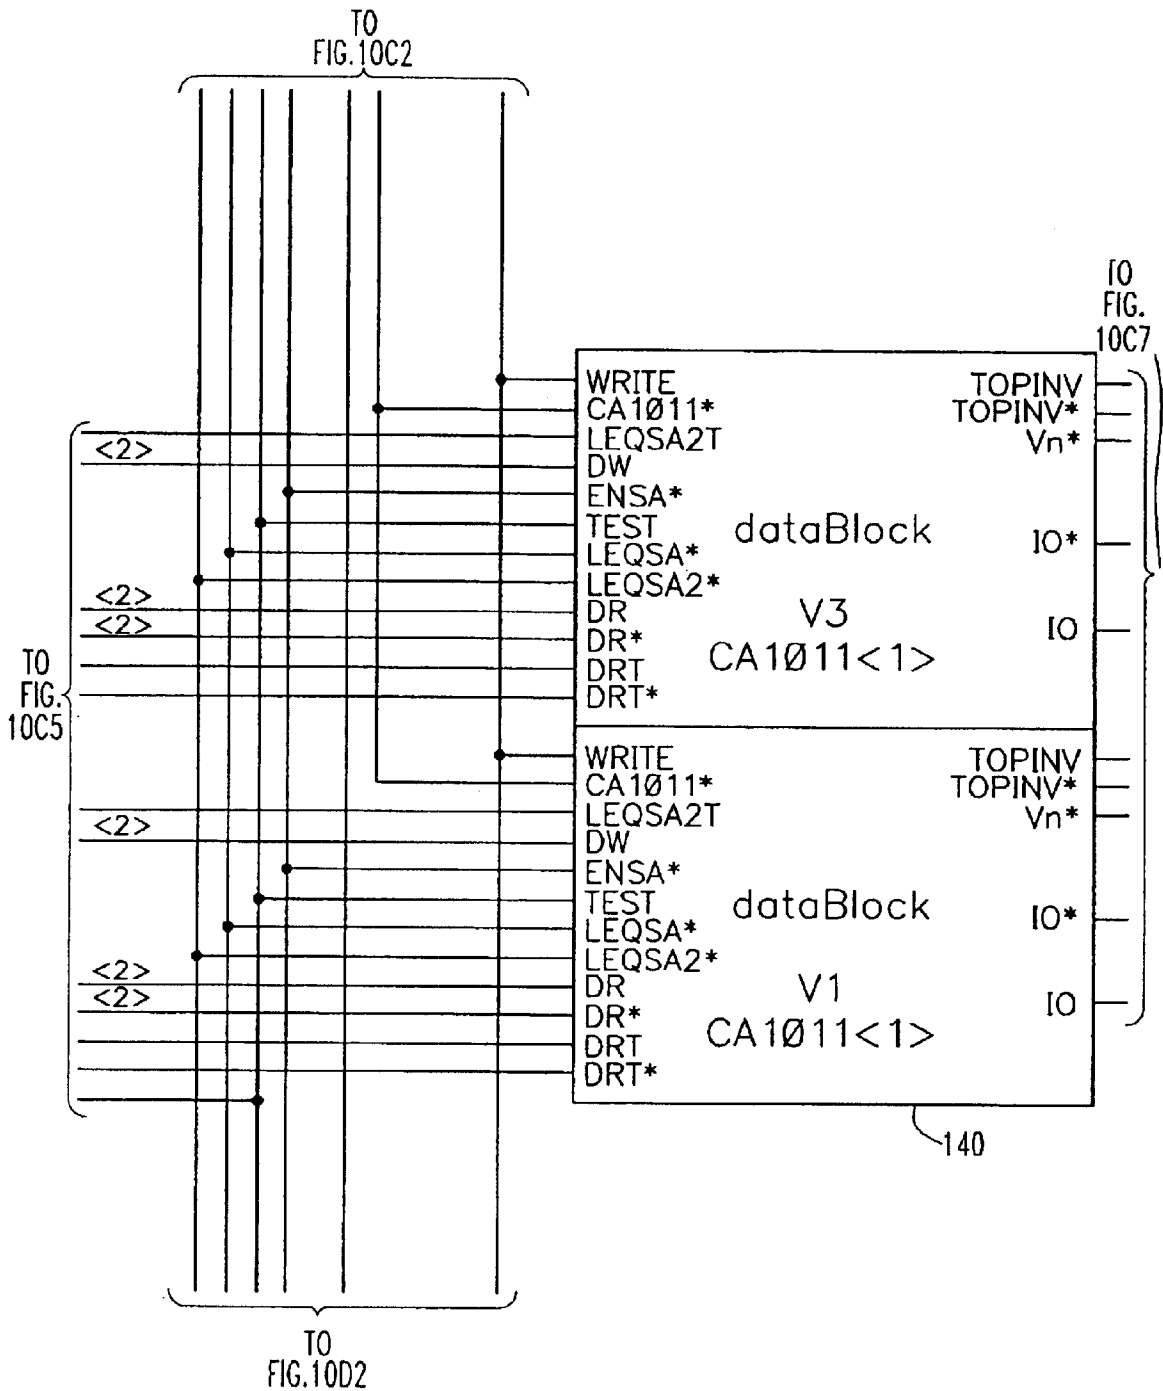 TO
FIG.10C2
TO
FIG.
10C7
WRITE
CA1Ø11*
LEQSA2T
<2>
DW
ENSA*
TEST
LEQSA*
LEQSA2*
<2>
DR
<2>
DR*
DRT
DRT*
TOPINV
TOPINV*
Vn*
IO*
IO
dataBlock
V3
CA1Ø11<1>
TO
FIG.
10C5
WRITE
CA1Ø11*
LEQSA2T
<2>
DW
ENSA*
TEST
LEQSA*
LEQSA2*
<2>
DR
<2>
DR*
DRT
DRT*
TOPINV
TOPINV*
Vn*
IO*
IO
dataBlock
V1
CA1Ø11<1>
140
TO
FIG.10D2